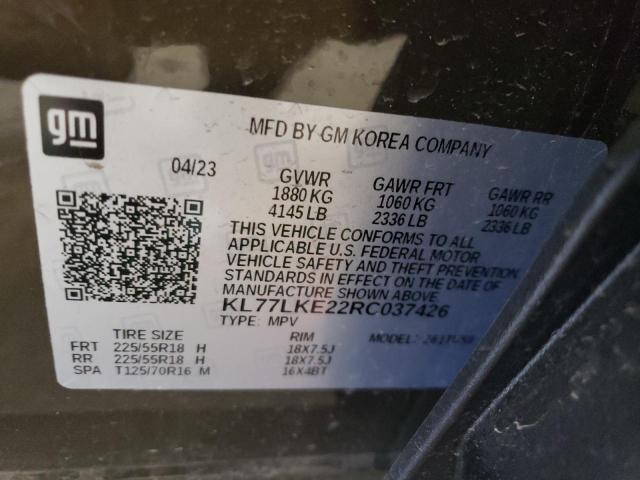 gm
MFD BY GM KOREA COMPANY
04/23
GVWR GAWR FRT GAWR RR
1880 KG 1060 KG 1060 KG
4145 LB 2336 LB 2336 LB
THIS VEHICLE CONFORMS TO ALL
APPLICABLE U.S. FEDERAL MOTOR
VEHICLE SAFETY AND THEFT PREVENTION
STANDARDS IN EFFECT ON THE DATE OF
MANUFACTURE SHOWN ABOVE.
KL77LKE22RC037426
TYPE: MPV
TIRE SIZE RIM MODEL:
FRT 225/55R18 H 18X7.5J
RR 225/55R18 H 18X7.5J
SPA T125/70R16 M 16X4BT